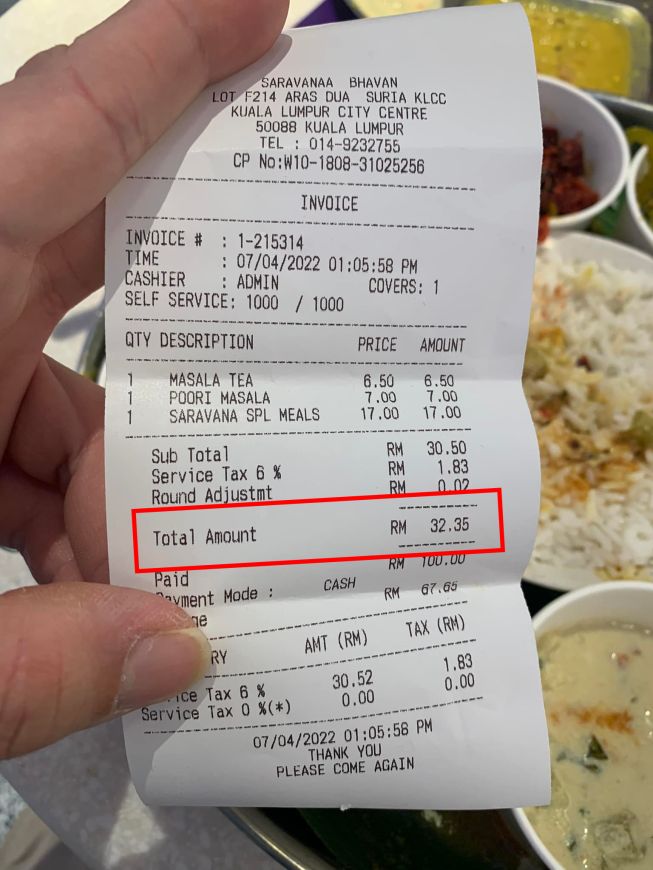 SARAVANAA BHAVAN
LOT F214 ARAS DUA SURIA KLCC
KUALA LUMPUR CITY CENTRE
50088 KUALA LUMPUR
TEL : 014-9232755
CP No:W10-1808-31025256
INVOICE
INVOICE # : 1-215314
TIME : 07/04/2022 01:05:58 PM
CASHIER : ADMIN COVERS: 1
SELF SERVICE: 1000 / 1000
QTY DESCRIPTION PRICE AMOUNT
1 MASALA TEA 6.50 6.50
1 POORI MASALA 7.00 7.00
1 SARAVANA SPL MEALS 17.00 17.00
Sub Total RM 30.50
Service Tax 6 % RM 1.83
Round Adjustmt RM 0.02
Total Amount RM 32.35
Paid RM 100.00
Payment Mode : CASH
RM 67.65
AMT (RM) TAX (RM)
Tax 6 % 30.52 1.83
Service Tax 0 %(*) 0.00 0.00
07/04/2022 01:05:58 PM
THANK YOU
PLEASE COME AGAIN